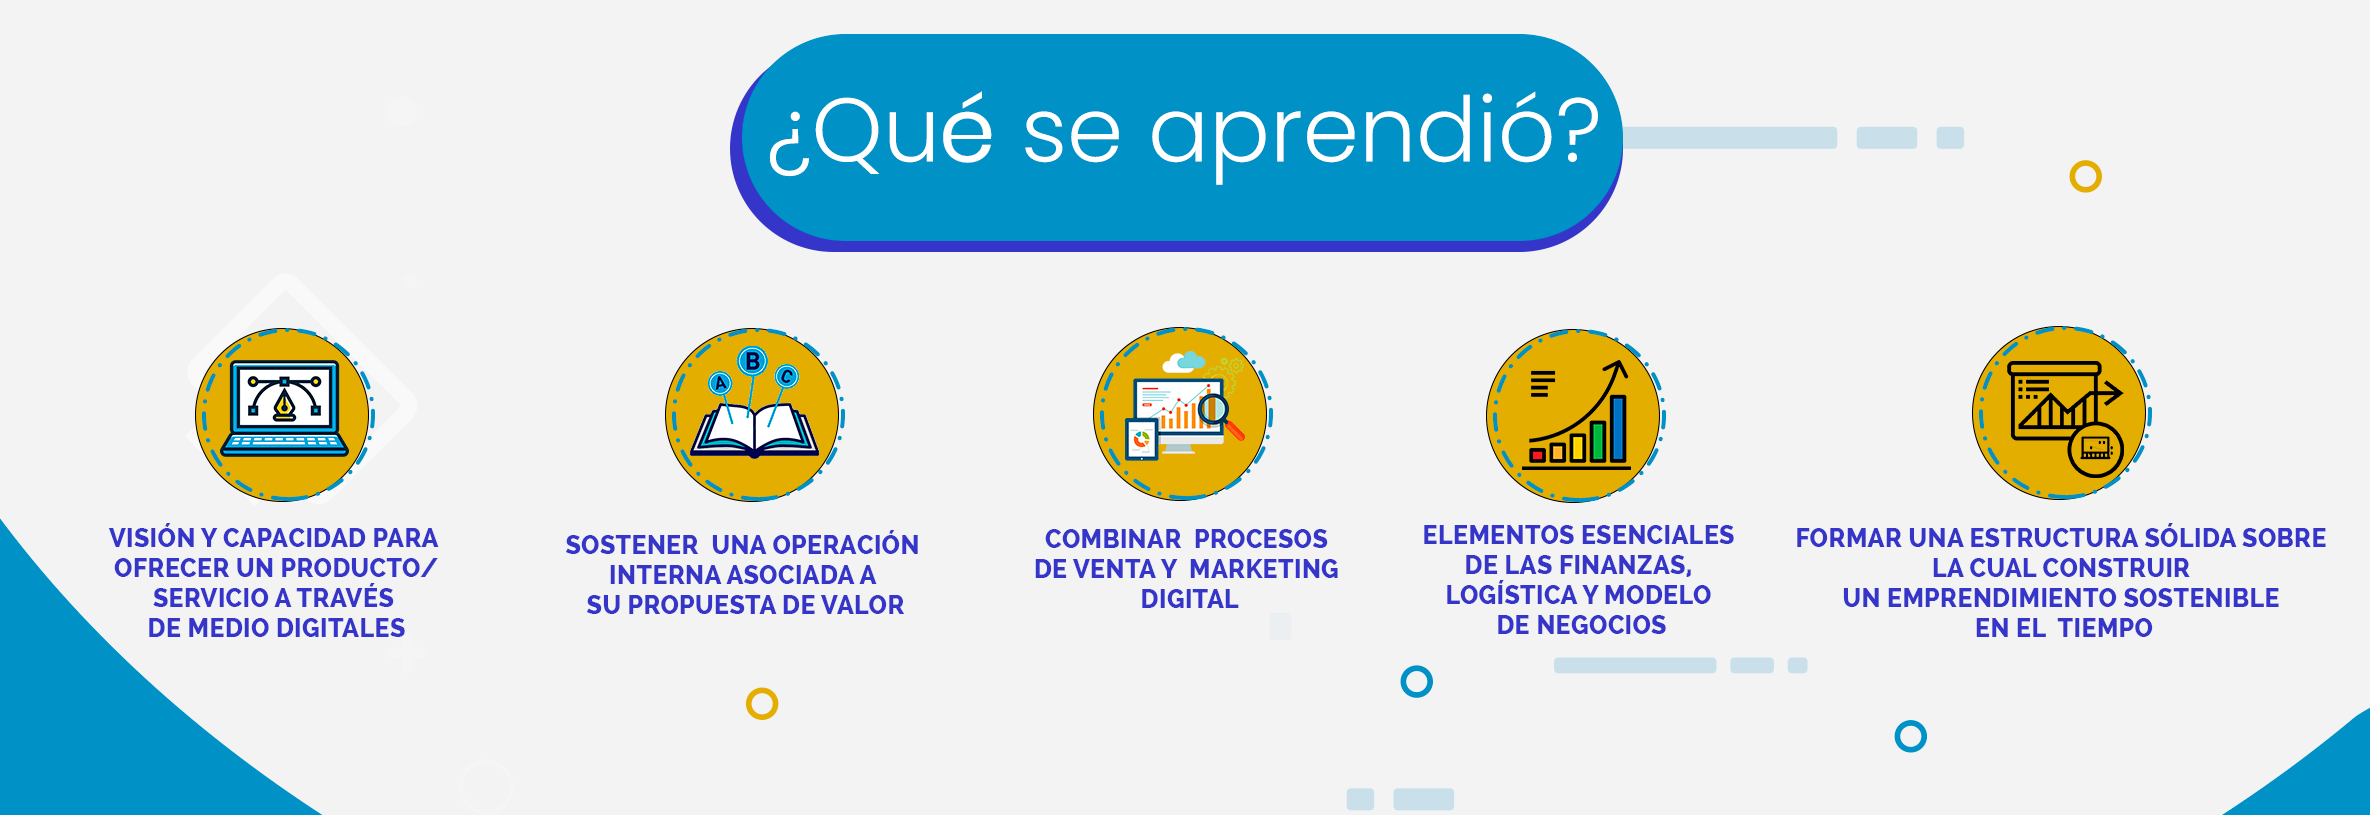 ¿Qué se aprendió?
A
B
C
VISIÓN Y CAPACIDAD PARA
OFRECER UN PRODUCTO/
SERVICIO A TRAVÉS
DE MEDIO DIGITALES
SOSTENER UNA OPERACIÓN
INTERNA ASOCIADA A
SU PROPUESTA DE VALOR
COMBINAR PROCESOS
DE VENTA Y MARKETING
DIGITAL
ELEMENTOS ESENCIALES
DE LAS FINANZAS,
LOGÍSTICA Y MODELO
DE NEGOCIOS
FORMAR UNA ESTRUCTURA SÓLIDA SOBRE
LA CUAL CONSTRUIR
UN EMPRENDIMIENTO SOSTENIBLE
EN EL TIEMPO